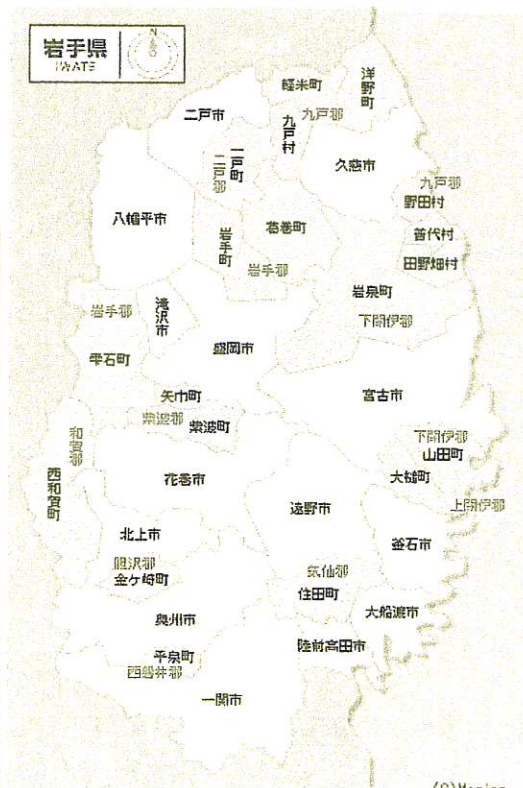 岩手県
IWATE
N
軽米町
洋野町
二戸市
九戸郡
九戸村
一戸町
二戸郡
久慈市
九戸郡
野田村
八幡平市
葛巻町
岩手町
普代村
岩手郡
田野畑村
岩泉町
岩手郡
滝沢市
下閉伊郡
盛岡市
雫石町
矢巾町
宮古市
紫波郡
紫波町
和賀郡
下閉伊郡
山田町
西和賀町
花巻市
大槌町
遠野市
上閉伊郡
北上市
釜石市
胆沢郡
金ケ崎町
気仙郡
住田町
奥州市
大船渡市
陸前高田市
平泉町
西磐井郡
一関市